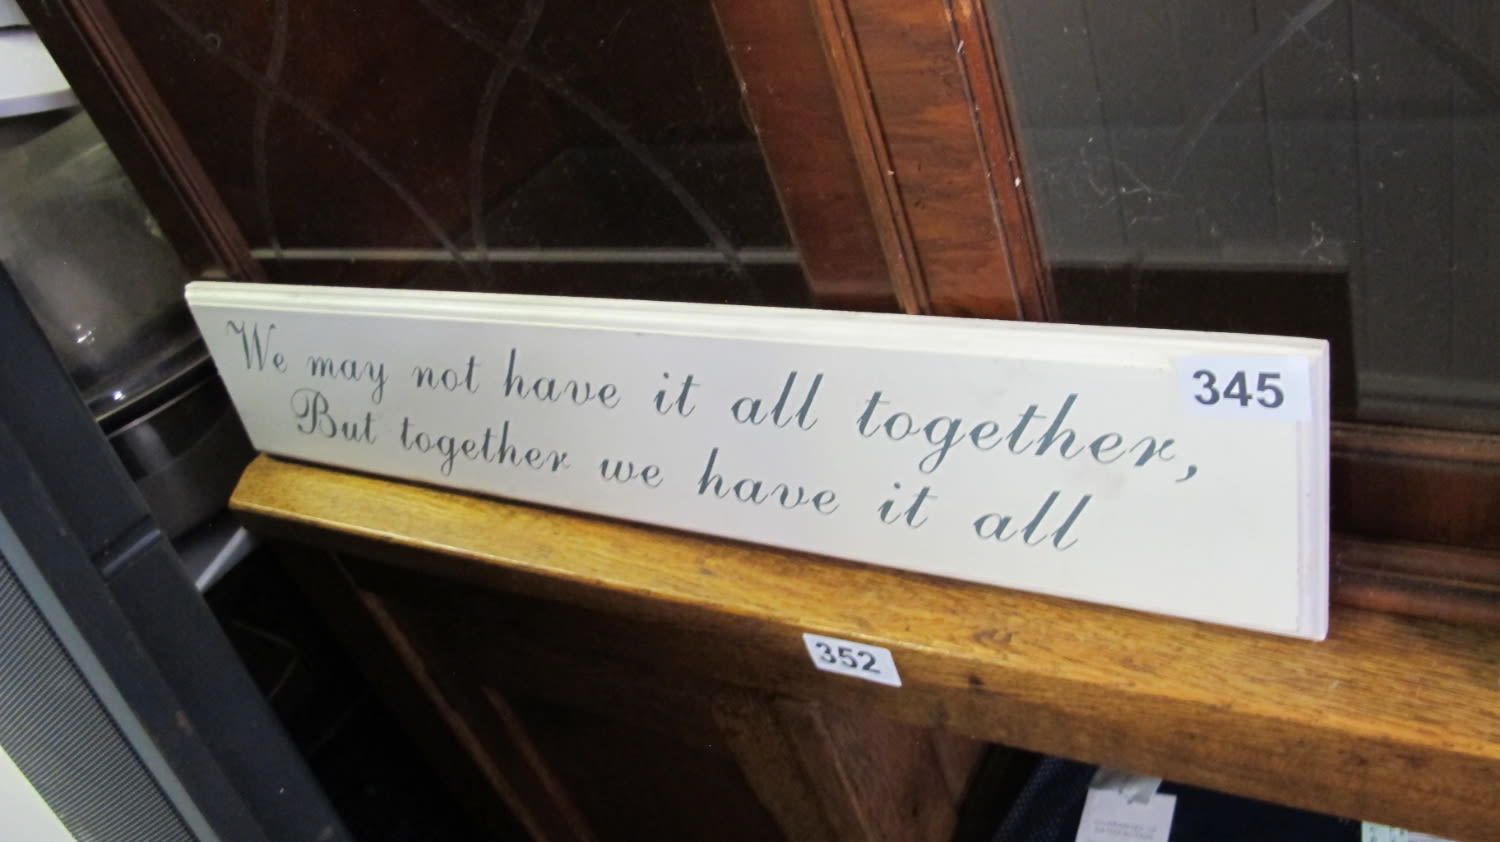 We may not have it all together,
But together we have it all
345
352